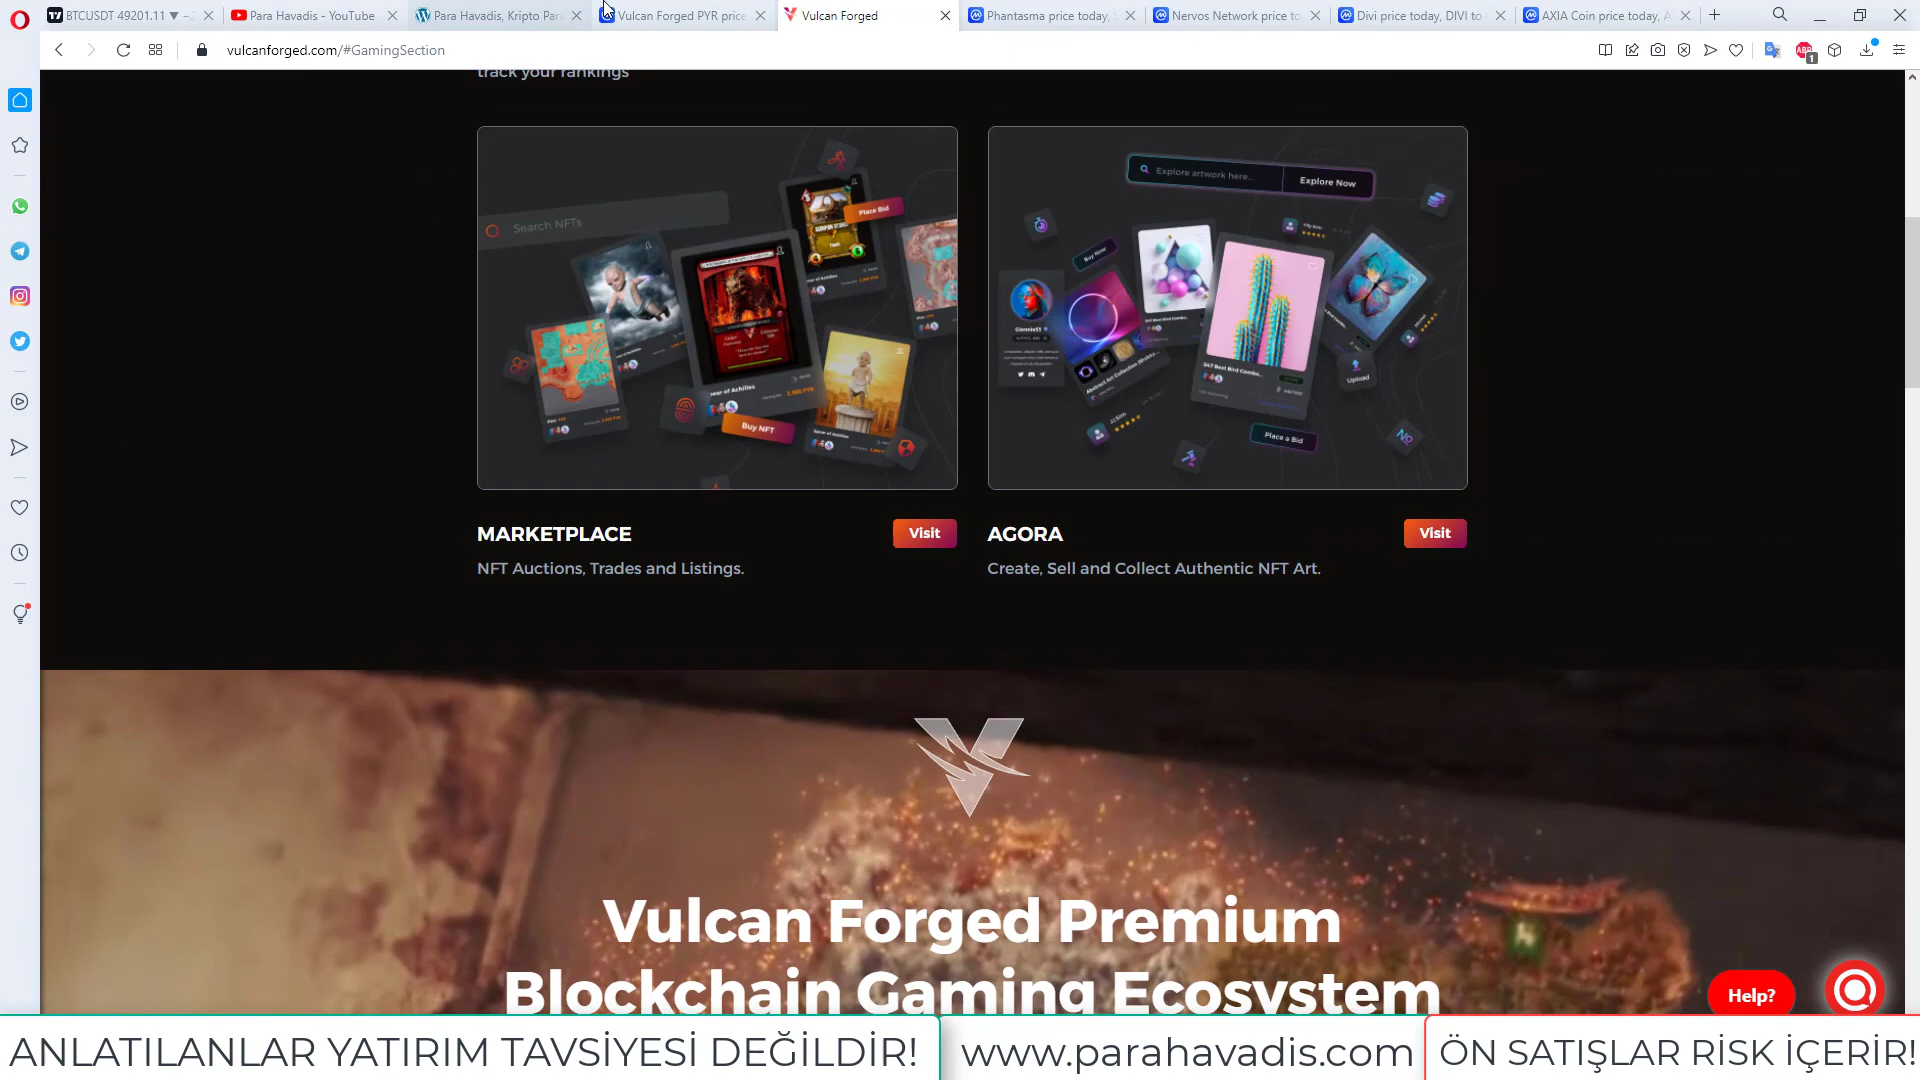 BTCUSDT 49201.11 ▼
Para Havadis - YouTube
Para Havadis, Kripto Par
Vulcan Forged PYR price
Vulcan Forged
Phantasma price today,
Nervos Network price to
Divi price today, DIVI to
AXIA Coin price today, A
vulcanforged.com/#GamingSection
track your rankings
Search NFTs
Place Bid
Buy NFT
Explore artwork here..
Explore Now
Buy Now
Upload
Place a Bid
MARKETPLACE
Visit
NFT Auctions, Trades and Listings.
AGORA
Visit
Create, Sell and Collect Authentic NFT Art.
Vulcan Forged Premium
Blockchain Gaming Ecosystem
Help?
ANLATILANLAR YATIRIM TAVSİYESİ DEĞİLDİR!
www.parahavadis.com
ÖN SATIŞLAR RİSK İÇERİR!